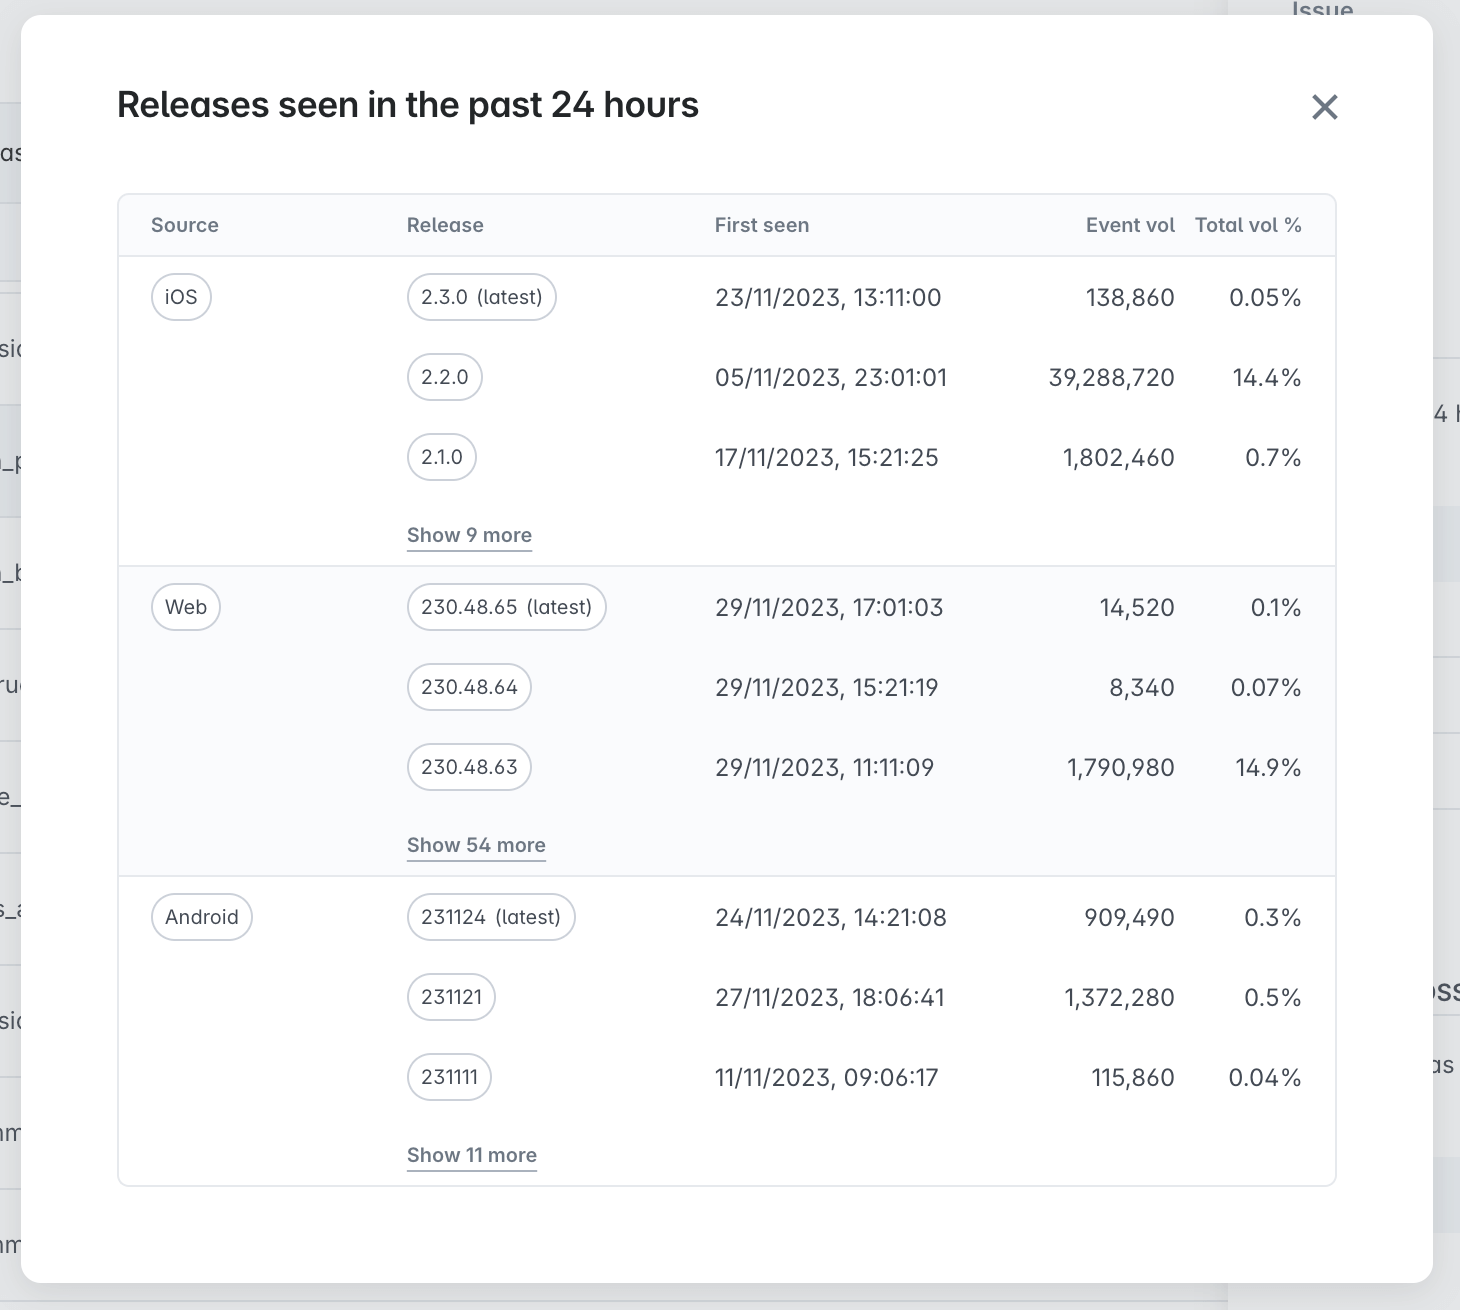 Issue
Releases seen in the past 24 hours
Source Release First seen Event vol Total vol %
iOS 2.3.0 (latest) 23/11/2023, 13:11:00 138,860 0.05%
2.2.0 05/11/2023, 23:01:01 39,288,720 14.4%
2.1.0 17/11/2023, 15:21:25 1,802,460 0.7%
Show 9 more
Web 230.48.65 (latest) 29/11/2023, 17:01:03 14,520 0.1%
230.48.64 29/11/2023, 15:21:19 8,340 0.07%
230.48.63 29/11/2023, 11:11:09 1,790,980 14.9%
Show 54 more
Android 231124 (latest) 24/11/2023, 14:21:08 909,490 0.3%
231121 27/11/2023, 18:06:41 1,372,280 0.5%
231111 11/11/2023, 09:06:17 115,860 0.04%
Show 11 more